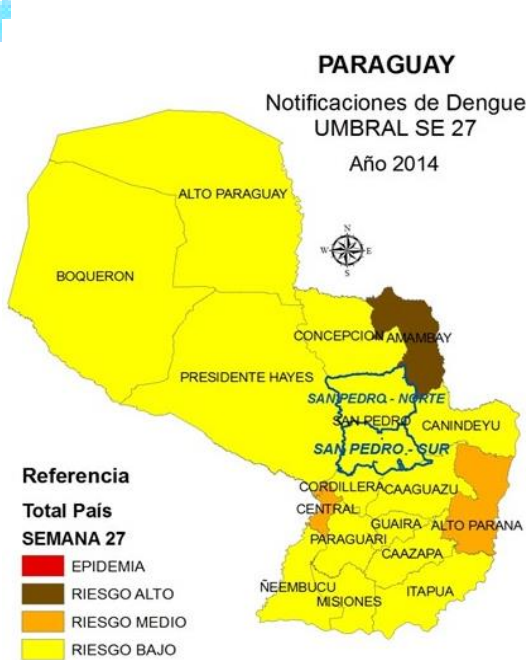 PARAGUAY
Notificaciones de Dengue
UMBRAL SE 27
Año 2014
N
W E
S
ALTO PARAGUAY
BOQUERON
CONCEPCION AMAMBAY
PRESIDENTE HAYES
SAN PEDRO - NORTE
SAN PEDRO
CANINDEYU
SAN PEDRO - SUR
CORDILLERA
CAAGUAZU
CENTRAL
GUAIRA
ALTO PARANA
PARAGUARI
CAAZAPA
ÑEEMBUCU
MISIONES
ITAPUA
Referencia
Total País
SEMANA 27
EPIDEMIA
RIESGO ALTO
RIESGO MEDIO
RIESGO BAJO